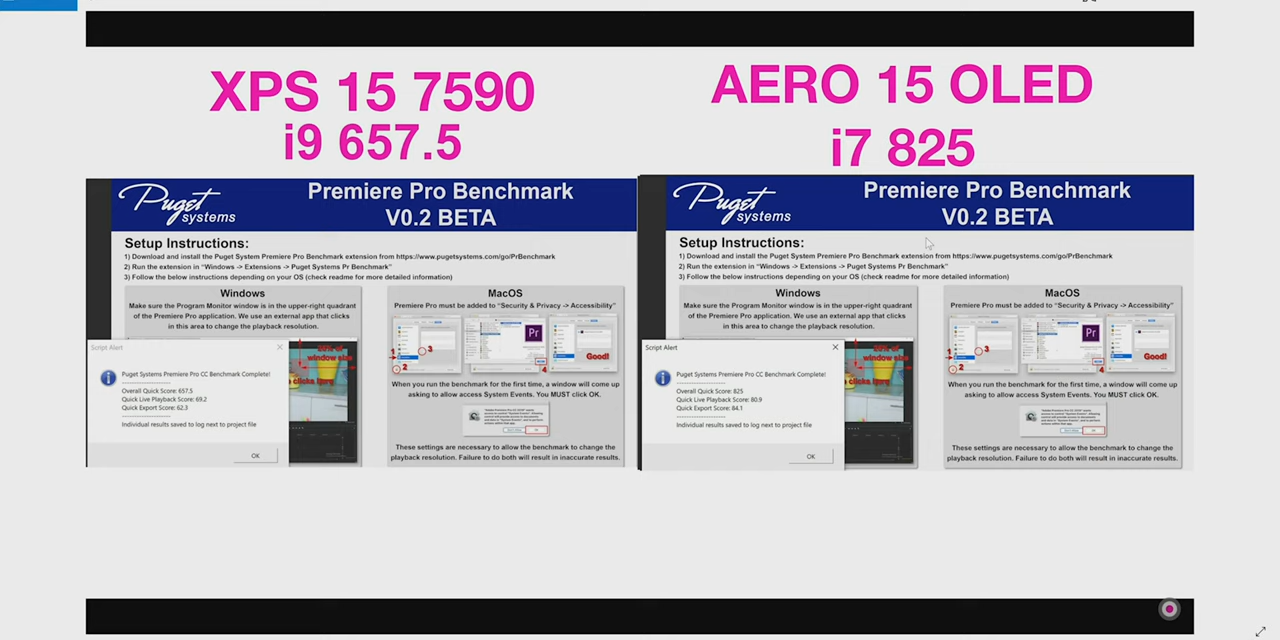 XPS 15 7590
i9 657.5
AERO 15 OLED
i7 825
Puget systems
Premiere Pro Benchmark
V0.2 BETA
Setup Instructions:
1) Download and install the Puget System Premiere Pro Benchmark extension from https://www.pugetsystems.com/go/PrBenchmark
2) Run the extension in "Windows -> Extensions -> Puget Systems Pr Benchmark"
3) Follow the below instructions depending on your OS (check readme for more detailed information)
Windows
Make sure the Program Monitor window is in the upper-right quadrant
of the Premiere Pro application. We use an external app that clicks
in this area to change the playback resolution.
window size
clicks here
Script Alert
Puget Systems Premiere Pro CC Benchmark Complete!
Overall Quick Score: 657.5
Quick Live Playback Score: 69.2
Quick Export Score: 62.3
Individual results saved to log next to project file
OK
MacOS
Premiere Pro must be added to "Security & Privacy -> Accessibility"
1
2
3
Pr
4
Good!
When you run the benchmark for the first time, a window will come up
asking to allow access System Events. You MUST click OK.
These settings are necessary to allow the benchmark to change the
playback resolution. Failure to do both will result in inaccurate results.
Puget systems
Premiere Pro Benchmark
V0.2 BETA
Setup Instructions:
1) Download and install the Puget System Premiere Pro Benchmark extension from https://www.pugetsystems.com/go/PrBenchmark
2) Run the extension in "Windows -> Extensions -> Puget Systems Pr Benchmark"
3) Follow the below instructions depending on your OS (check readme for more detailed information)
Windows
Make sure the Program Monitor window is in the upper-right quadrant
of the Premiere Pro application. We use an external app that clicks
in this area to change the playback resolution.
window size
clicks here
Script Alert
Puget Systems Premiere Pro CC Benchmark Complete!
Overall Quick Score: 825
Quick Live Playback Score: 80.9
Quick Export Score: 84.1
Individual results saved to log next to project file
OK
MacOS
Premiere Pro must be added to "Security & Privacy -> Accessibility"
1
2
3
Pr
4
Good!
When you run the benchmark for the first time, a window will come up
asking to allow access System Events. You MUST click OK.
These settings are necessary to allow the benchmark to change the
playback resolution. Failure to do both will result in inaccurate results.